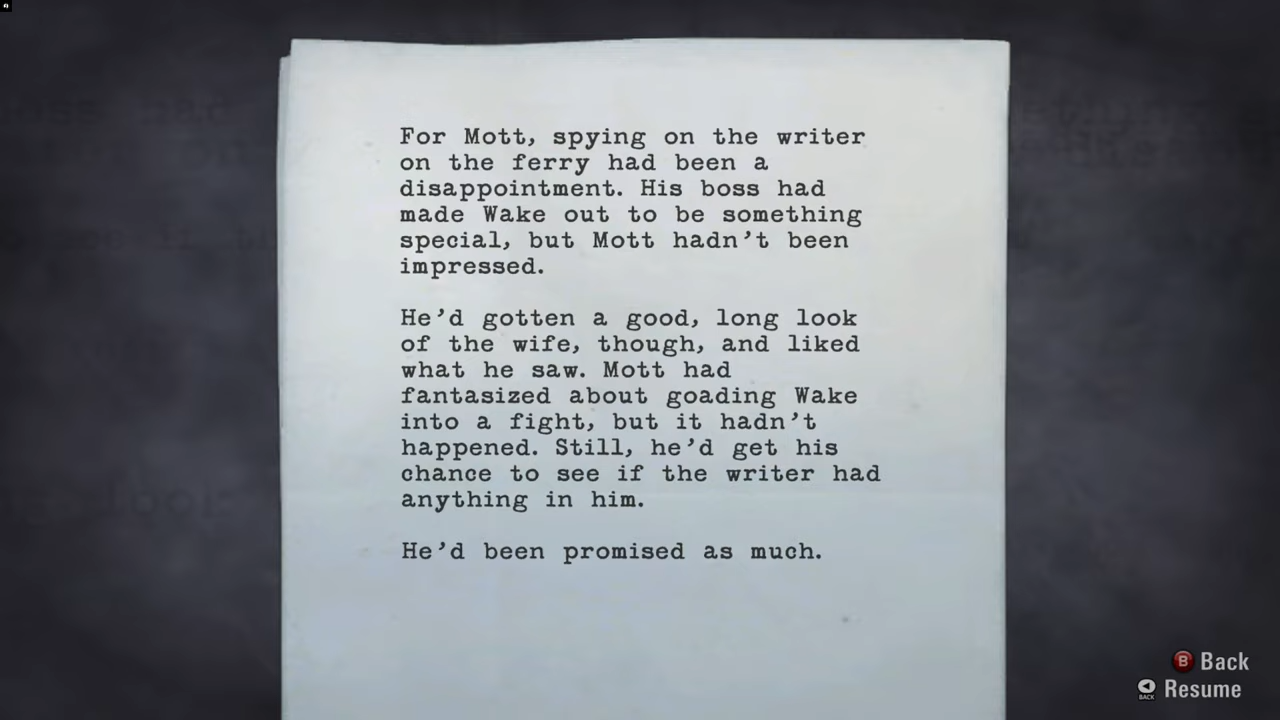 For Mott, spying on the writer
on the ferry had been a
disappointment. His boss had
made Wake out to be something
special, but Mott hadn't been
impressed.
He'd gotten a good, long look
of the wife, though, and liked
what he saw. Mott had
fantasized about goading Wake
into a fight, but it hadn't
happened. Still, he'd get his
chance to see if the writer had
anything in him.
He'd been promised as much.
B Back
BACK Resume